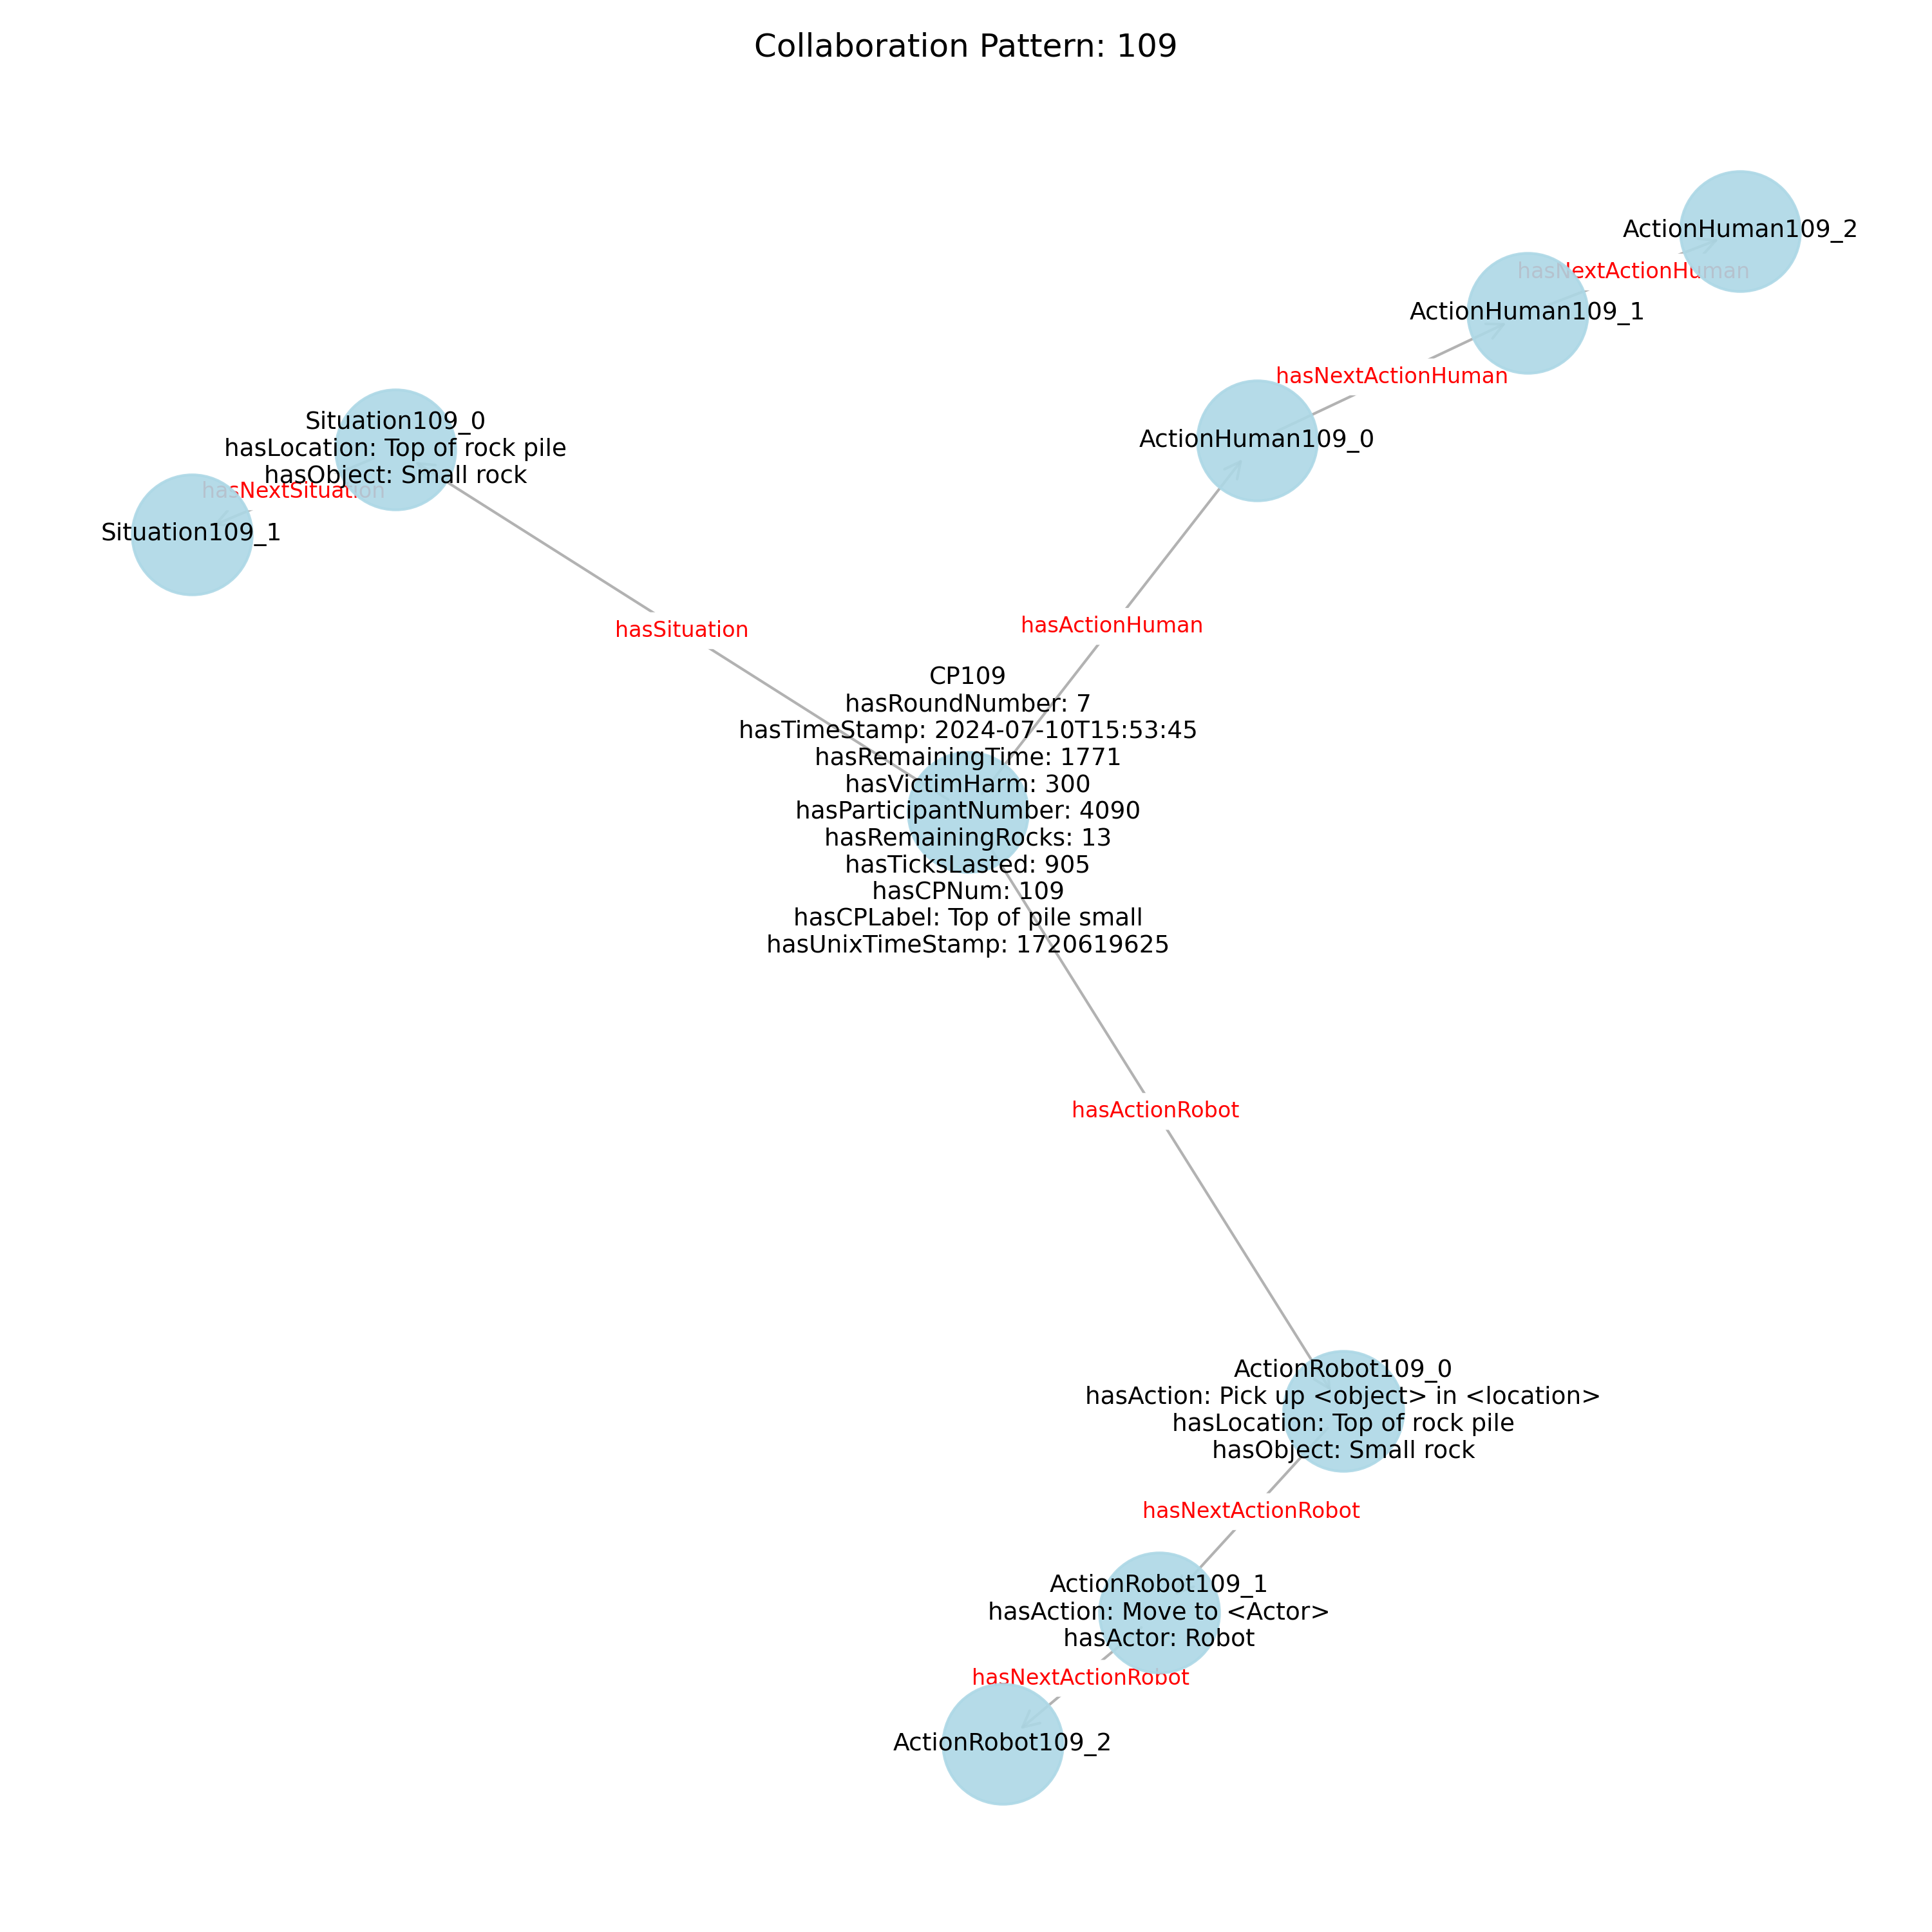 Collaboration Pattern: 109
ActionHuman109_2
hasNextActionHuman
ActionHuman109_1
hasNextActionHuman
ActionHuman109_0
Situation109_0
hasLocation: Top of rock pile
hasObject: Small rock
hasNextSituation
Situation109_1
hasSituation
hasActionHuman
CP109
hasRoundNumber: 7
hasTimeStamp: 2024-07-10T15:53:45
hasRemainingTime: 1771
hasVictimHarm: 300
hasParticipantNumber: 4090
hasRemainingRocks: 13
hasTicksLasted: 905
hasCPNum: 109
hasCPLabel: Top of pile small
hasUnixTimeStamp: 1720619625
hasActionRobot
ActionRobot109_0
hasAction: Pick up <object> in <location>
hasLocation: Top of rock pile
hasObject: Small rock
hasNextActionRobot
ActionRobot109_1
hasAction: Move to <Actor>
hasActor: Robot
hasNextActionRobot
ActionRobot109_2